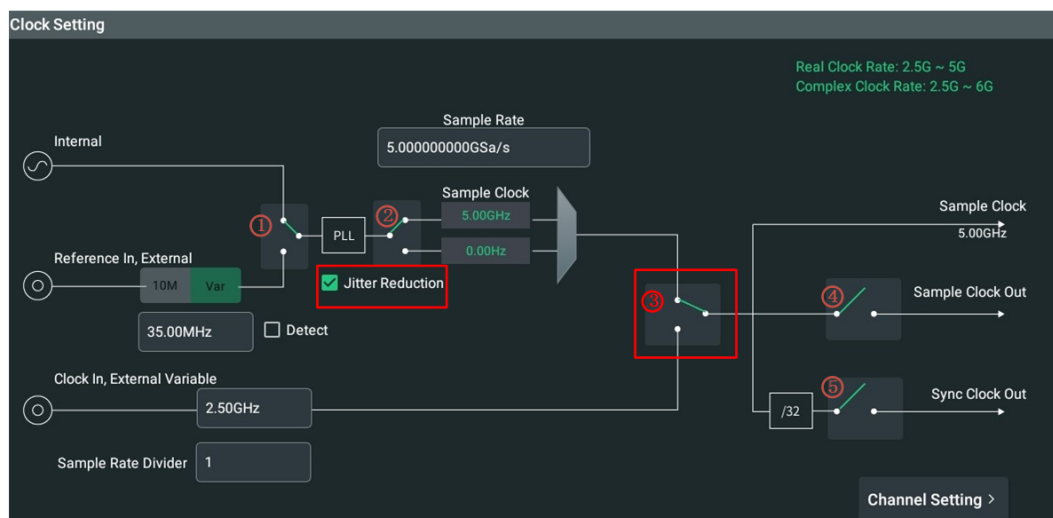 Clock Setting
Real Clock Rate: 2.5G ~ 5G
Complex Clock Rate: 2.5G ~ 6G
Sample Rate
5.000000000GSa/s
Internal
Sample Clock
5.00GHz
0.00Hz
①
②
PLL
Jitter Reduction
Reference In, External
10M
Var
35.00MHz
Detect
③
Sample Clock
5.00GHz
④
Sample Clock Out
Clock In, External Variable
2.50GHz
Sample Rate Divider
1
/32
⑤
Sync Clock Out
Channel Setting >